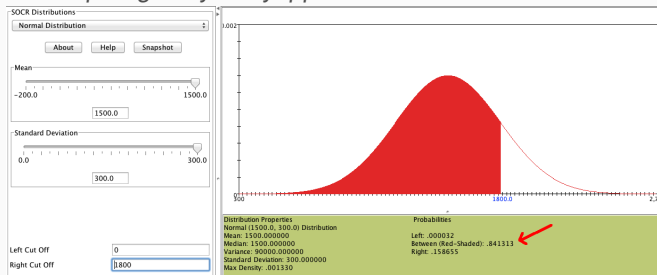 SOCR Distributions
Normal Distribution
About Help Snapshot
Mean
-200.0 1500.0
1500.0
Standard Deviation
0.0 300.0
300.0
Left Cut Off 0
Right Cut Off 1800
.002
300 1800.0 2,
Distribution Properties
Normal (1500.0, 300.0) Distribution
Mean: 1500.000000
Median: 1500.000000
Variance: 90000.000000
Standard Deviation: 300.000000
Max Density: .001330
Probabilities
Left: .000032
Between (Red-Shaded): .841313
Right: .158655